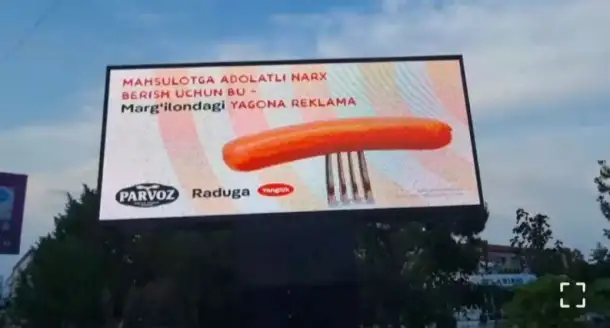 MAHSULOTGA ADOLATLI NARX
BERISH UCHUN BU -
Marg'ilondagi YAGONA REKLAMA
PARVOZ
Raduga
Yangilik